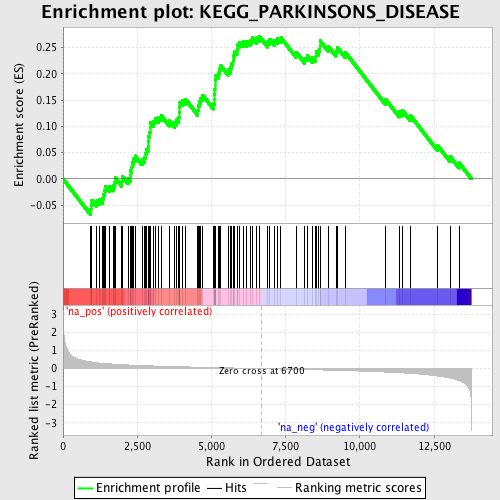 Enrichment plot: KEGG_PARKINSONS_DISEASE
Enrichment score (ES)
0.25
0.20
0.15
0.10
0.05
0.00
-0.05
Ranked list metric (PreRanked)
'na_pos' (positively correlated)
3
2
1
0
-1
-2
-3
Zero cross at 6700
'na_neg' (negatively correlated)
0
2,500
5,000
7,500
10,000
12,500
Rank in Ordered Dataset
Enrichment profile
Hits
Ranking metric scores